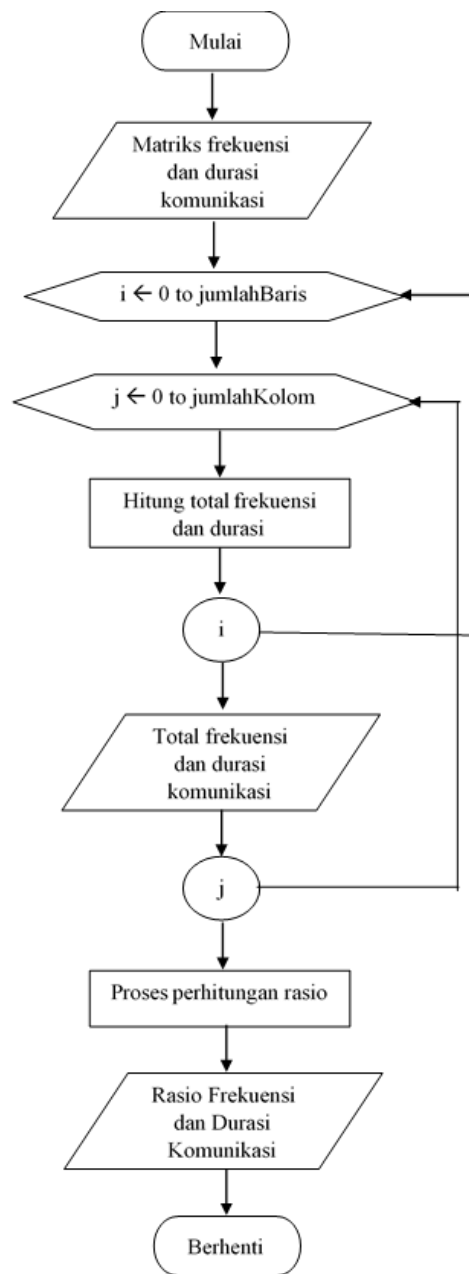 Mulai
Matriks frekuensi
dan durasi
komunikasi
i ← 0 to jumlahBaris
j ← 0 to jumlahKolom
Hitung total frekuensi
dan durasi
i
Total frekuensi
dan durasi
komunikasi
j
Proses perhitungan rasio
Rasio Frekuensi
dan Durasi
Komunikasi
Berhenti